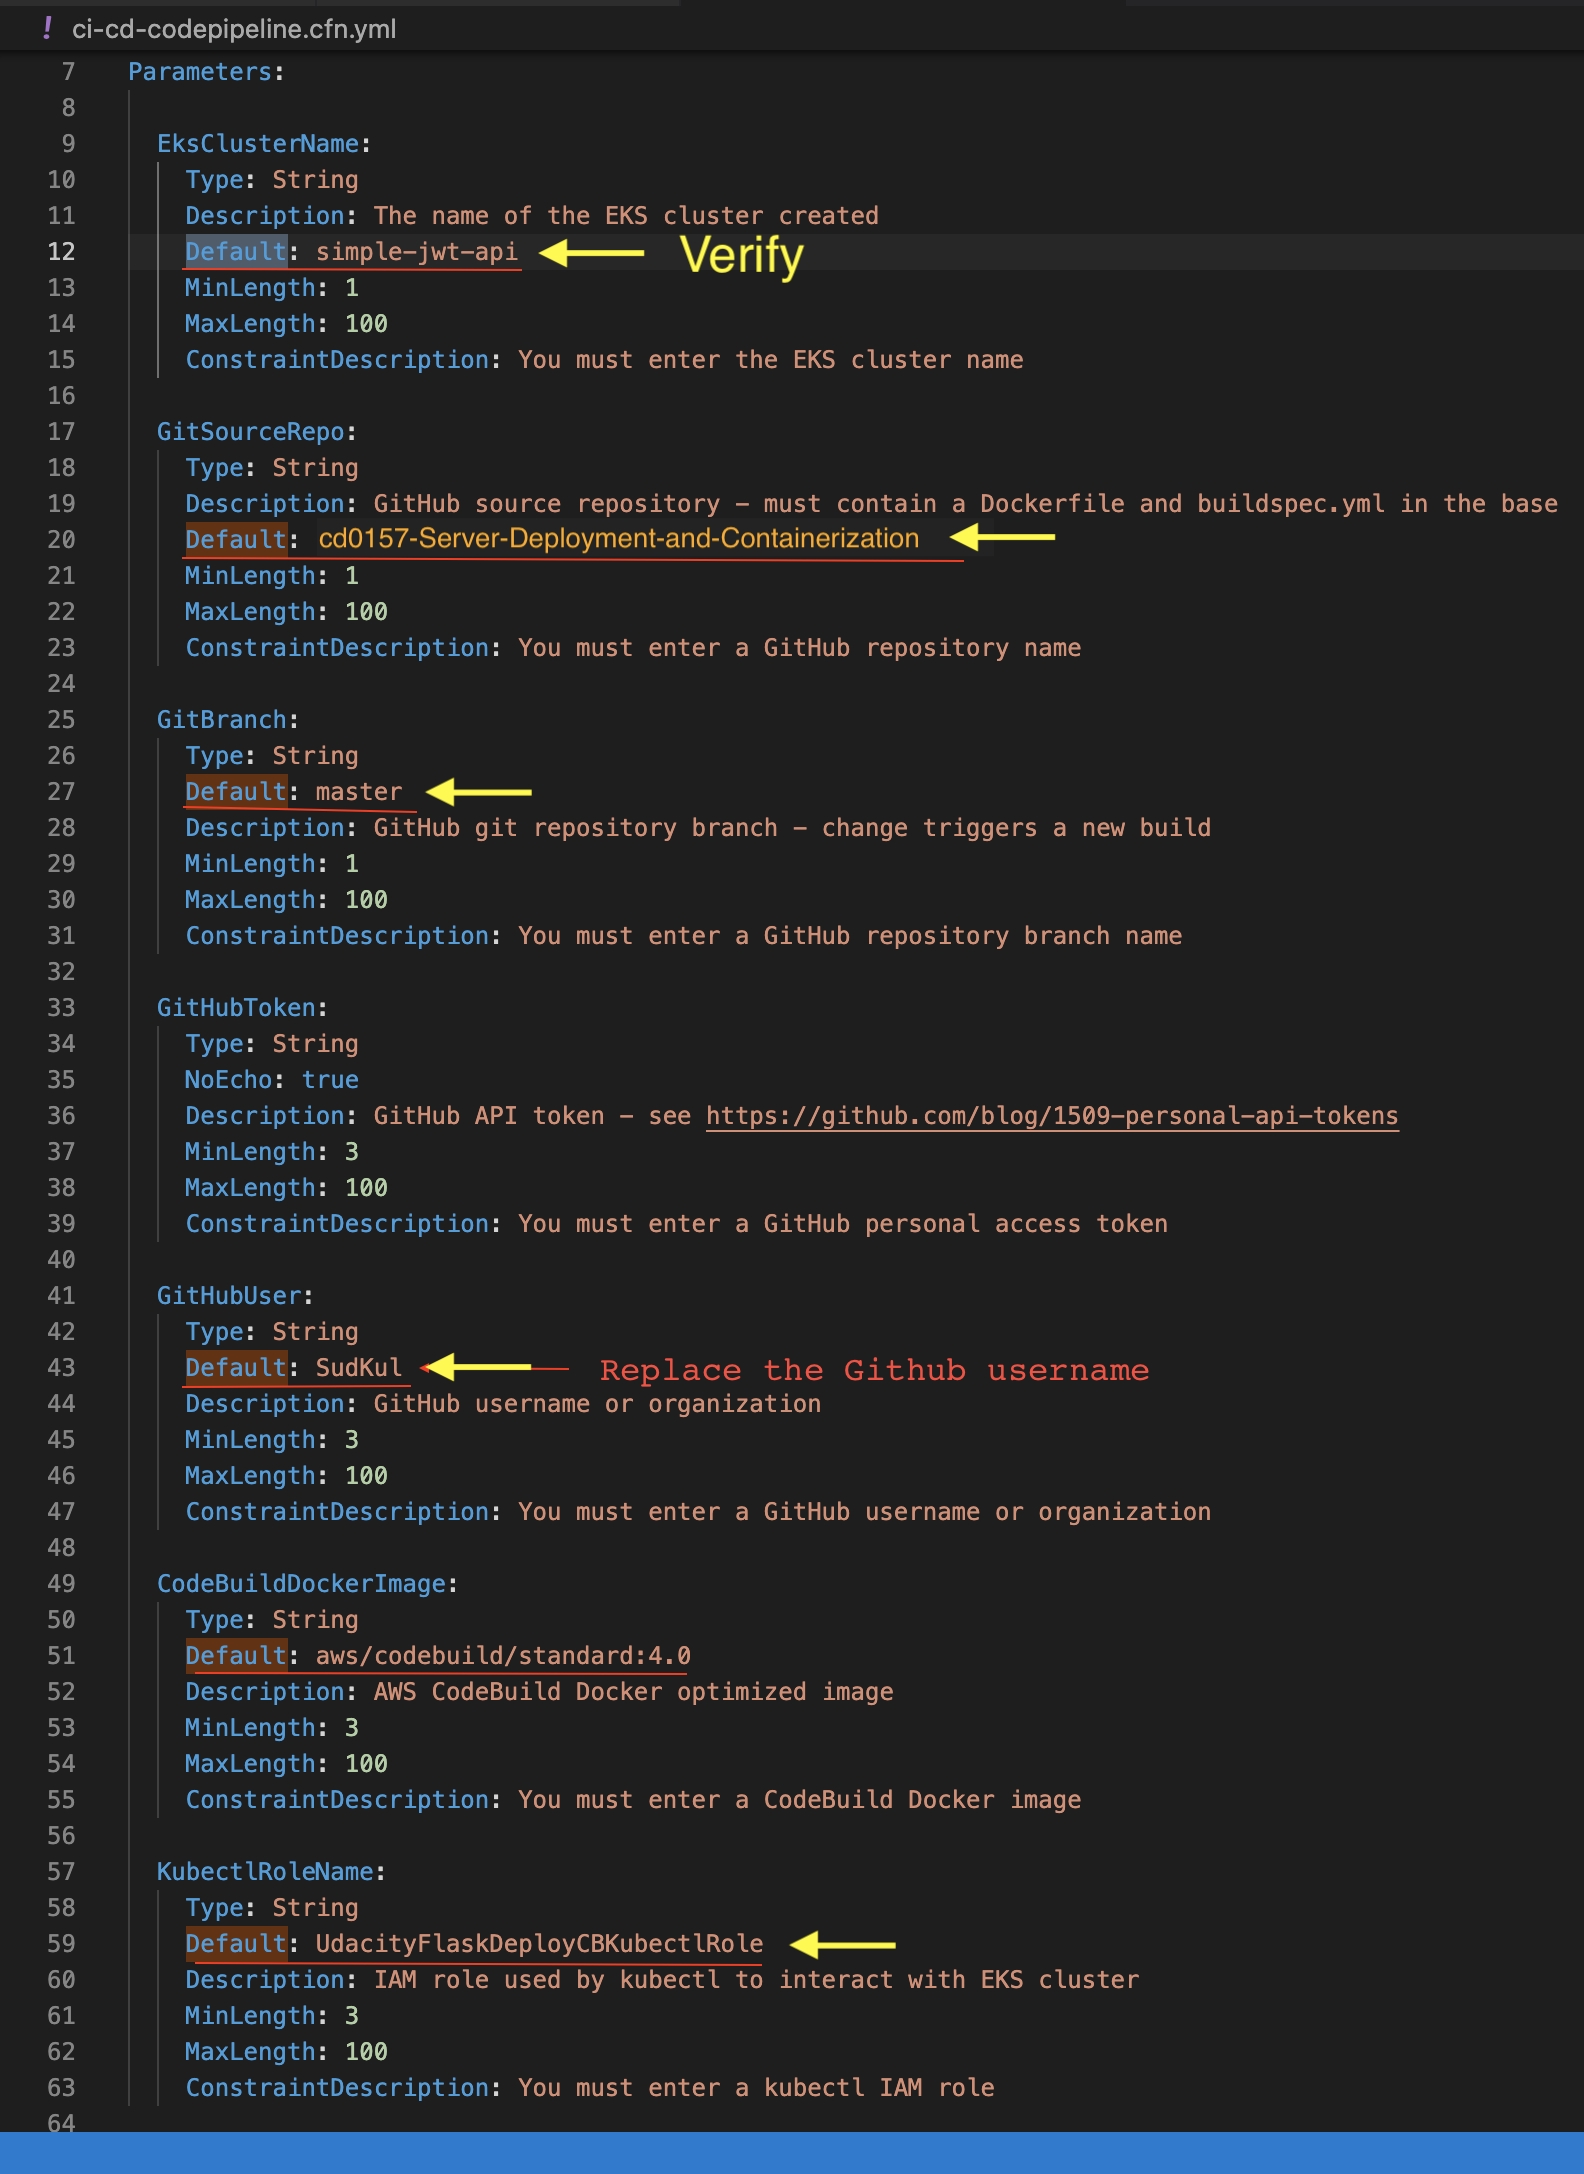 ! ci-cd-codepipeline.cfn.yml
7 Parameters:
8
9 EksClusterName:
10 Type: String
11 Description: The name of the EKS cluster created
12 Default: simple-jwt-api Verify
13 MinLength: 1
14 MaxLength: 100
15 ConstraintDescription: You must enter the EKS cluster name
16
17 GitSourceRepo:
18 Type: String
19 Description: GitHub source repository - must contain a Dockerfile and buildspec.yml in the base
20 Default: cd0157-Server-Deployment-and-Containerization
21 MinLength: 1
22 MaxLength: 100
23 ConstraintDescription: You must enter a GitHub repository name
24
25 GitBranch:
26 Type: String
27 Default: master
28 Description: GitHub git repository branch - change triggers a new build
29 MinLength: 1
30 MaxLength: 100
31 ConstraintDescription: You must enter a GitHub repository branch name
32
33 GitHubToken:
34 Type: String
35 NoEcho: true
36 Description: GitHub API token - see https://github.com/blog/1509-personal-api-tokens
37 MinLength: 3
38 MaxLength: 100
39 ConstraintDescription: You must enter a GitHub personal access token
40
41 GitHubUser:
42 Type: String
43 Default: SudKul Replace the Github username
44 Description: GitHub username or organization
45 MinLength: 3
46 MaxLength: 100
47 ConstraintDescription: You must enter a GitHub username or organization
48
49 CodeBuildDockerImage:
50 Type: String
51 Default: aws/codebuild/standard:4.0
52 Description: AWS CodeBuild Docker optimized image
53 MinLength: 3
54 MaxLength: 100
55 ConstraintDescription: You must enter a CodeBuild Docker image
56
57 KubectlRoleName:
58 Type: String
59 Default: UdacityFlaskDeployCBKubectlRole
60 Description: IAM role used by kubectl to interact with EKS cluster
61 MinLength: 3
62 MaxLength: 100
63 ConstraintDescription: You must enter a kubectl IAM role
64